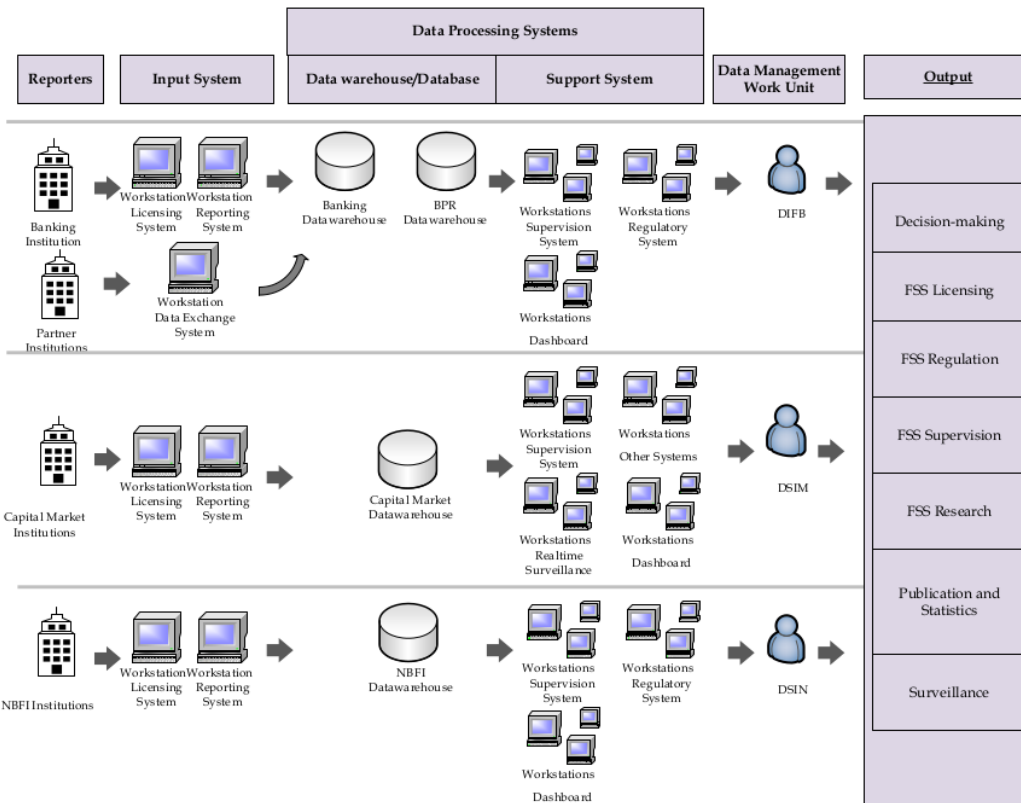 Data Processing Systems
Reporters
Input System
Data warehouse/Database
Support System
Data Management
Work Unit
Output
Banking
Institution
Workstation
Licensing
System
Workstation
Reporting
System
Banking
Datawarehouse
BPR
Datawarehouse
Workstations
Supervision
System
Workstations
Regulatory
System
DIFB
Partner
Institutions
Workstation
Data Exchange
System
Workstations
Dashboard
Capital Market
Institutions
Workstation
Licensing
System
Workstation
Reporting
System
Capital Market
Datawarehouse
Workstations
Supervision
System
Workstations
Other Systems
Workstations
Realtime
Surveillance
Workstations
Dashboard
DSIM
NBFI Institutions
Workstation
Licensing
System
Workstation
Reporting
System
NBFI
Datawarehouse
Workstations
Supervision
System
Workstations
Regulatory
System
Workstations
Dashboard
DSIN
Decision-making
FSS Licensing
FSS Regulation
FSS Supervision
FSS Research
Publication and
Statistics
Surveillance